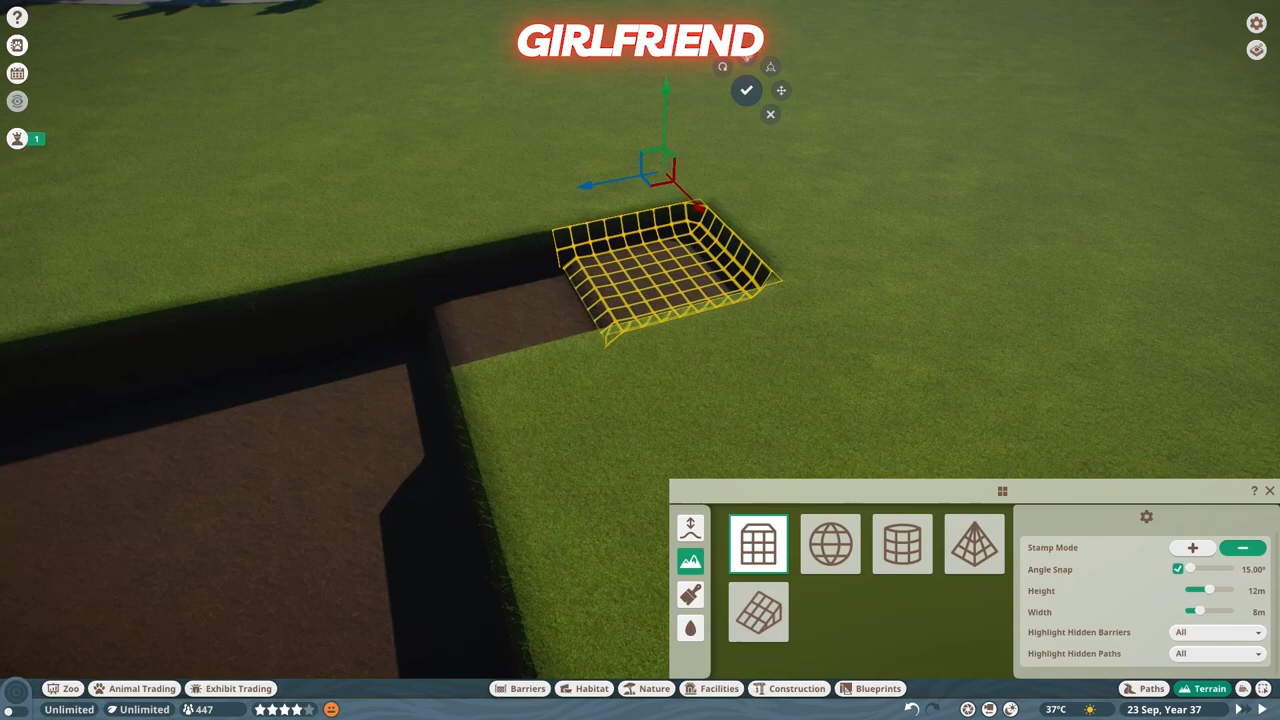 GIRLFRIEND
?
1
?
Stamp Mode
Angle Snap 15.00°
Height 12m
Width 8m
Highlight Hidden Barriers All
Highlight Hidden Paths All
Zoo Animal Trading Exhibit Trading Barriers Habitat Nature Facilities Construction Blueprints Paths Terrain
Unlimited Unlimited 447 37°C 23 Sep, Year 37